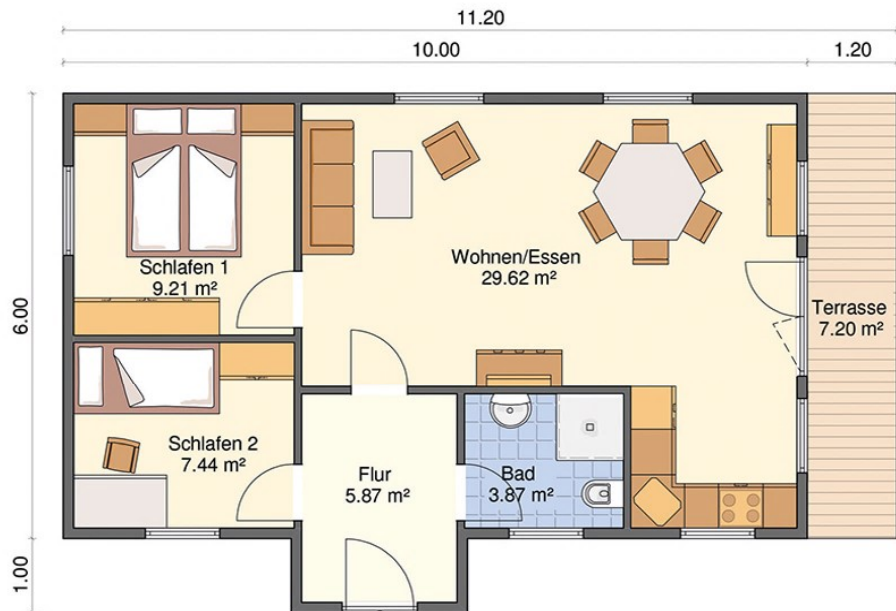 11.20
10.00
1.20
6.00
1.00
Schlafen 1
9.21 m²
Wohnen/Essen
29.62 m²
Terrasse
7.20 m²
Schlafen 2
7.44 m²
Flur
5.87 m²
Bad
3.87 m²